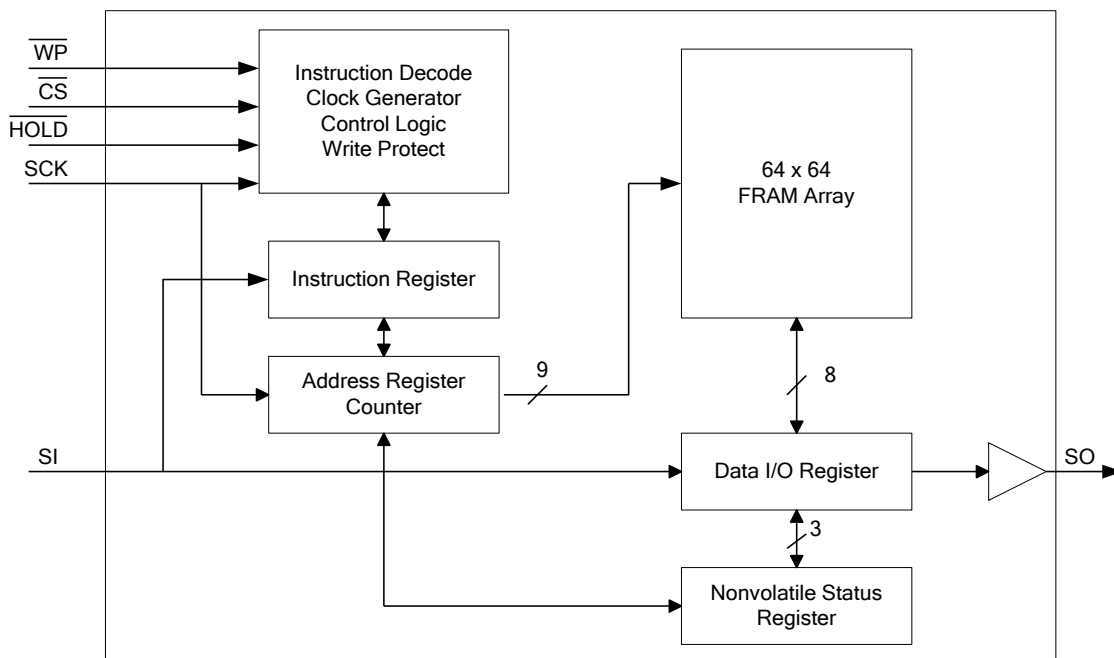 WP
CS
HOLD
SCK
Instruction Decode
Clock Generator
Control Logic
Write Protect
64 x 64
FRAM Array
Instruction Register
Address Register
Counter
9
8
SI
Data I/O Register
SO
3
Nonvolatile Status
Register